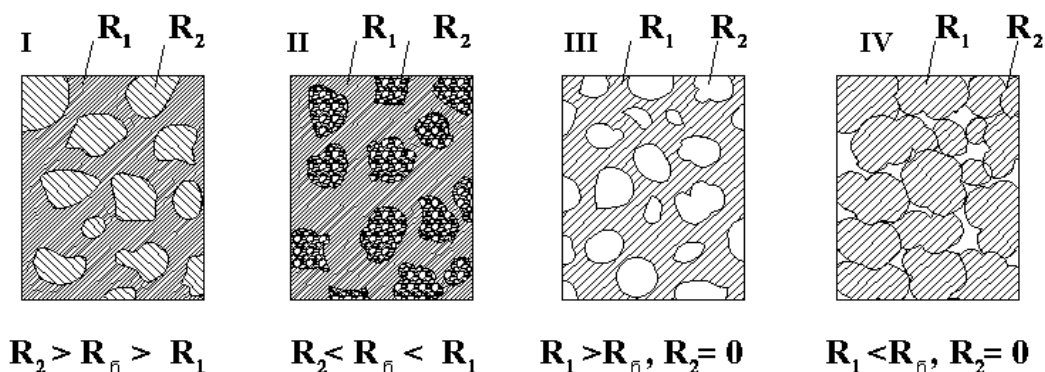 I R₁ R₂ II R₁ R₂ III R₁ R₂ IV R₁ R₂
R₂ > Rб > R₁ R₂ < Rб < R₁ R₁ >Rб, R₂= 0 R₁ <Rб, R₂= 0